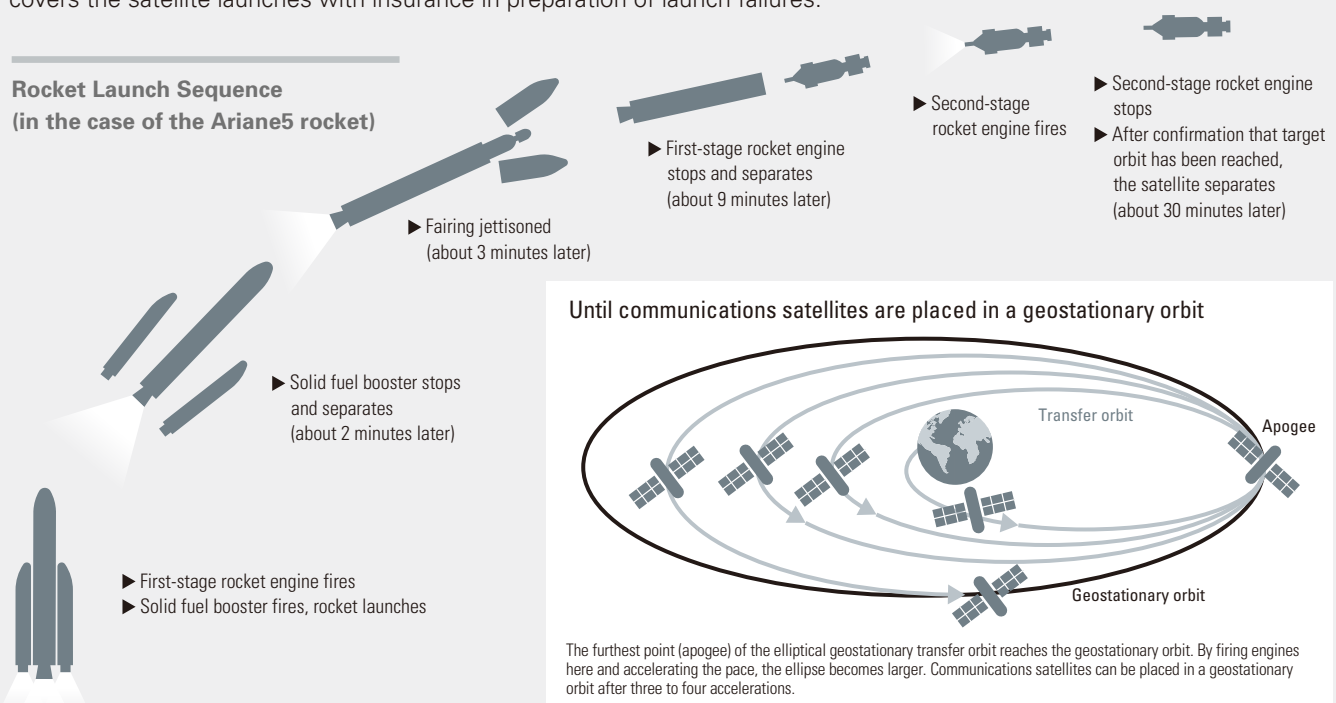 covers the satellite launches with insurance in preparation of launch failures.
Rocket Launch Sequence
(in the case of the Ariane5 rocket)
▶ First-stage rocket engine fires
▶ Solid fuel booster fires, rocket launches
▶ Solid fuel booster stops
and separates
(about 2 minutes later)
▶ Fairing jettisoned
(about 3 minutes later)
▶ First-stage rocket engine
stops and separates
(about 9 minutes later)
▶ Second-stage
rocket engine fires
▶ Second-stage rocket engine
stops
▶ After confirmation that target
orbit has been reached,
the satellite separates
(about 30 minutes later)
Until communications satellites are placed in a geostationary orbit
Transfer orbit
Apogee
Geostationary orbit
The furthest point (apogee) of the elliptical geostationary transfer orbit reaches the geostationary orbit. By firing engines
here and accelerating the pace, the ellipse becomes larger. Communications satellites can be placed in a geostationary
orbit after three to four accelerations.